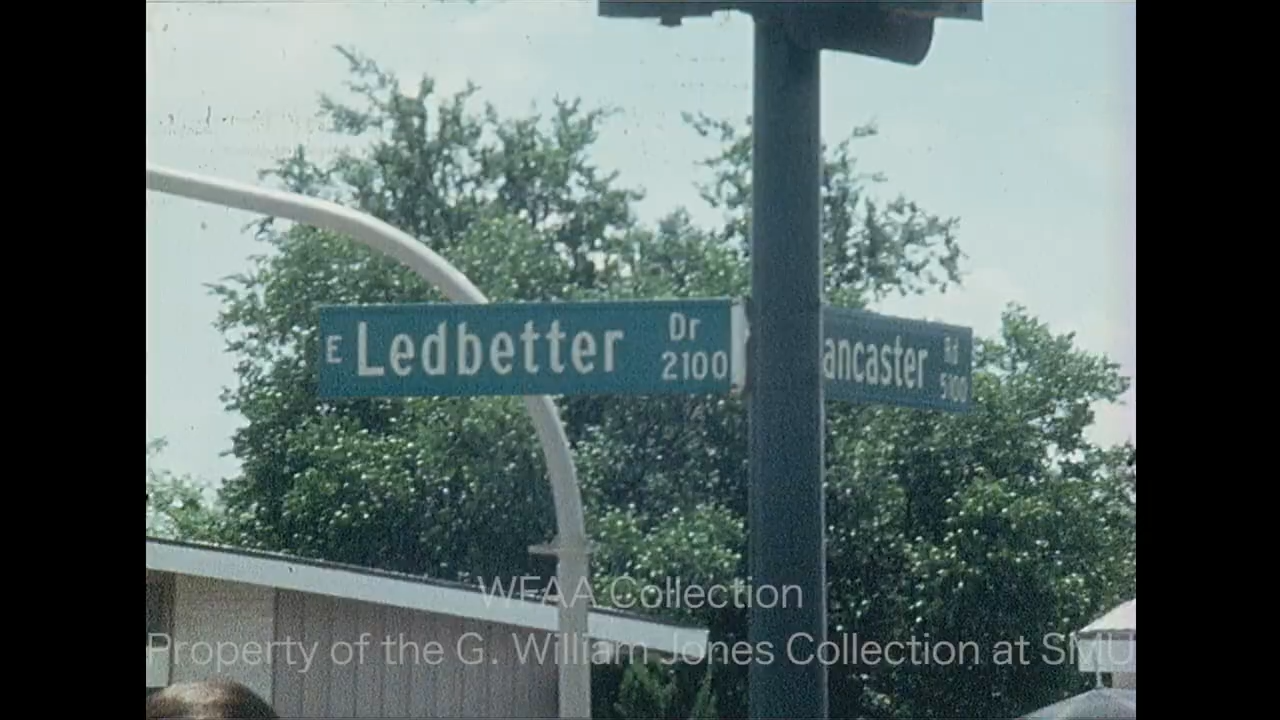 E Ledbetter Dr 2100
ancaster Rd 5100
WFAA Collection
Property of the G. William Jones Collection at SMU